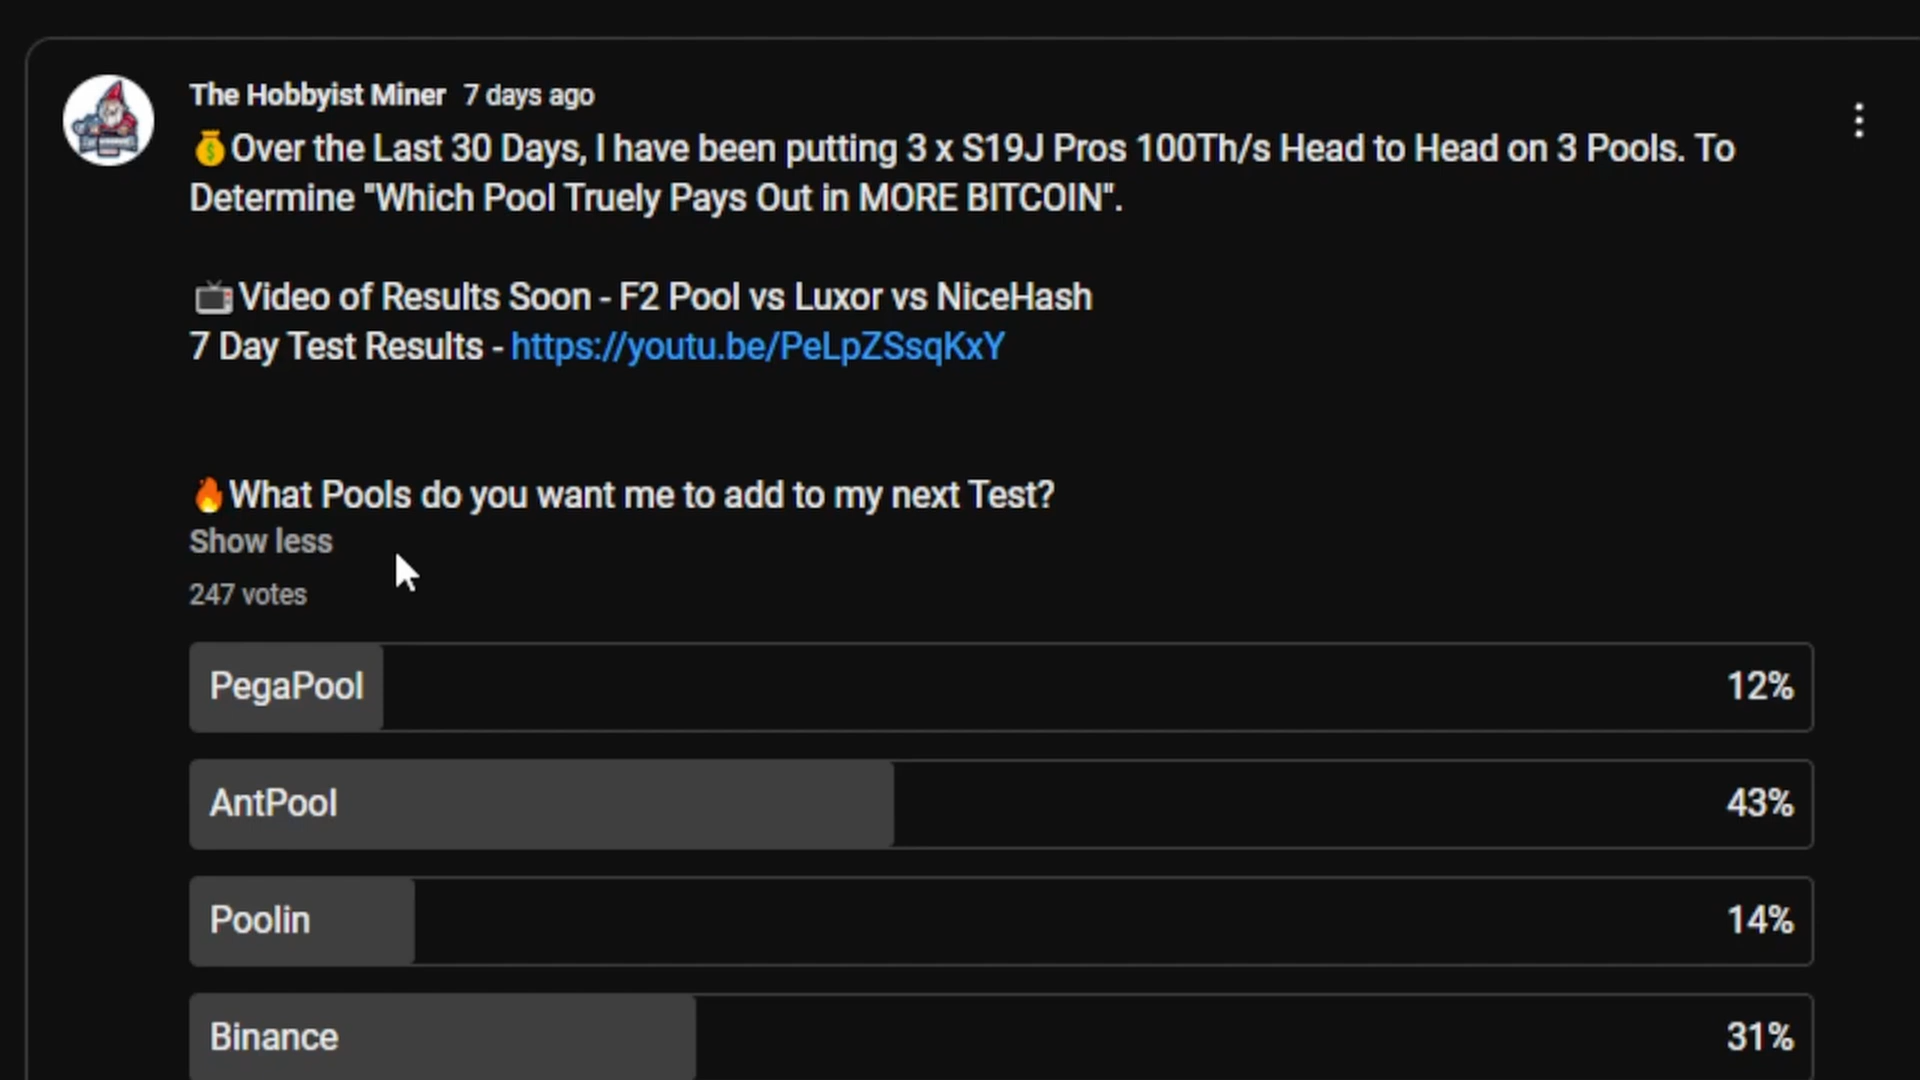 The Hobbyist Miner 7 days ago
💰Over the Last 30 Days, I have been putting 3 x S19J Pros 100Th/s Head to Head on 3 Pools. To
Determine "Which Pool Truely Pays Out in MORE BITCOIN".
📺Video of Results Soon - F2 Pool vs Luxor vs NiceHash
7 Day Test Results - https://youtu.be/PeLpZSsqKxY
🔥What Pools do you want me to add to my next Test?
Show less
247 votes
PegaPool 12%
AntPool 43%
Poolin 14%
Binance 31%